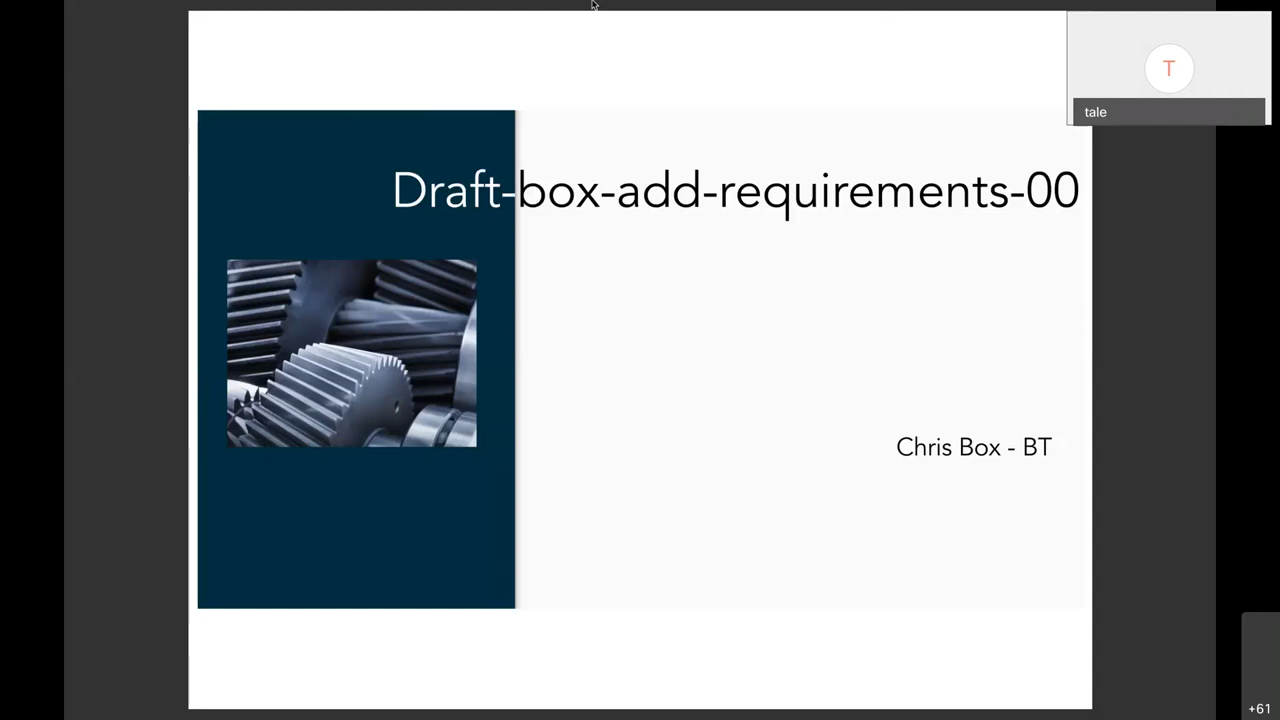 T
tale
Draft-box-add-requirements-00
Chris Box - BT
+61